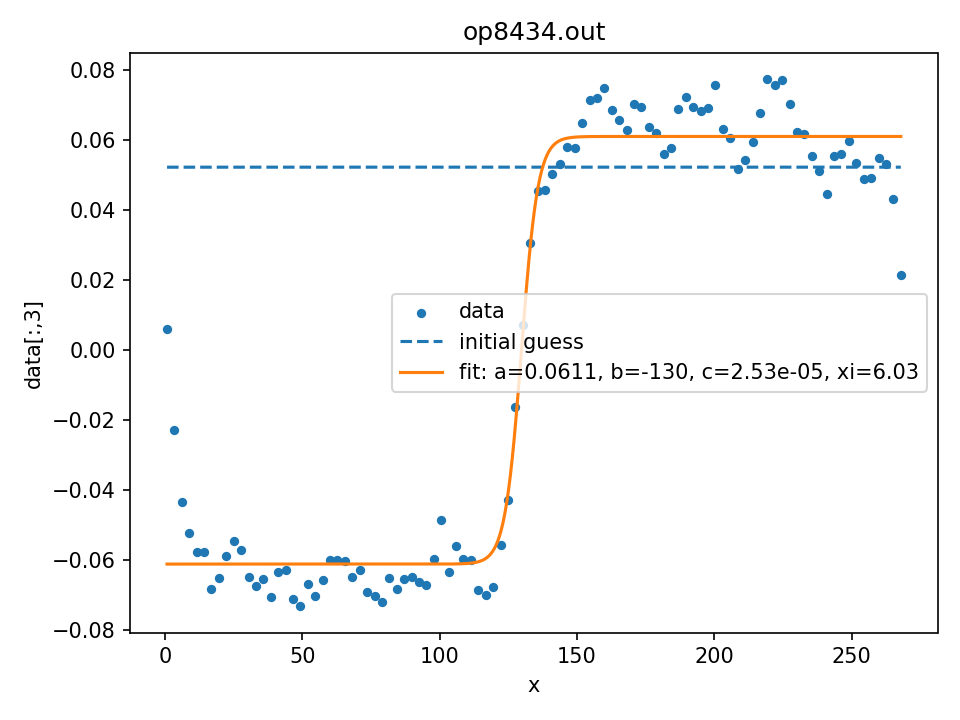 op8434.out
0.08
0.06
0.04
0.02
0.00
−0.02
−0.04
−0.06
−0.08
data[:,3]
data
initial guess
fit: a=0.0611, b=-130, c=2.53e-05, xi=6.03
0 50 100 150 200 250
x